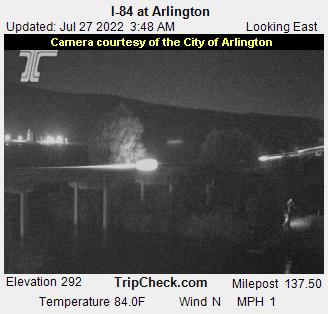 I-84 at Arlington
Updated: Jul 27 2022 3:48 AM Looking East
Camera courtesy of the City of Arlington
Elevation 292 TripCheck.com Milepost 137.50
Temperature 84.0F Wind N MPH 1